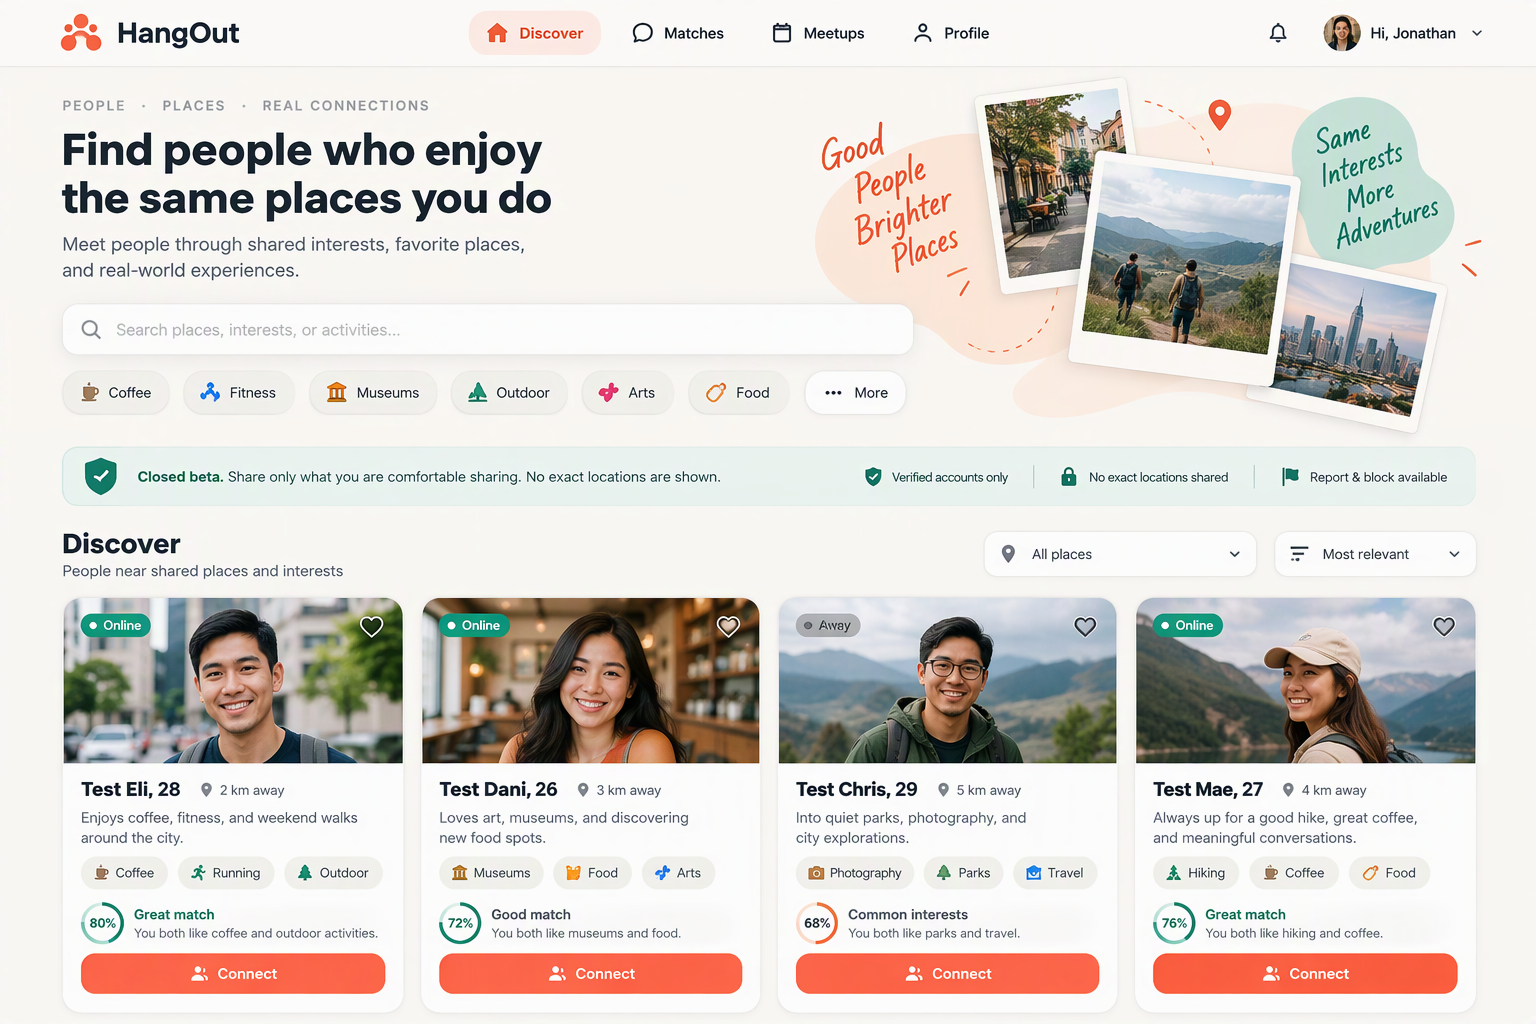 HangOut
Discover
Matches
Meetups
Profile
Hi, Jonathan
PEOPLE · PLACES · REAL CONNECTIONS
Find people who enjoy
the same places you do
Meet people through shared interests, favorite places,
and real-world experiences.
Search places, interests, or activities...
Coffee
Fitness
Museums
Outdoor
Arts
Food
More
Good
People
Brighter
Places
Same
Interests
More
Adventures
Closed beta. Share only what you are comfortable sharing. No exact locations are shown.
Verified accounts only
No exact locations shared
Report & block available
Discover
People near shared places and interests
All places
Most relevant
Online
Test Eli, 28
2 km away
Enjoys coffee, fitness, and weekend walks
around the city.
Coffee
Running
Outdoor
80%
Great match
You both like coffee and outdoor activities.
Connect
Online
Test Dani, 26
3 km away
Loves art, museums, and discovering
new food spots.
Museums
Food
Arts
72%
Good match
You both like museums and food.
Connect
Away
Test Chris, 29
5 km away
Into quiet parks, photography, and
city explorations.
Photography
Parks
Travel
68%
Common interests
You both like parks and travel.
Connect
Online
Test Mae, 27
4 km away
Always up for a good hike, great coffee,
and meaningful conversations.
Hiking
Coffee
Food
76%
Great match
You both like hiking and coffee.
Connect